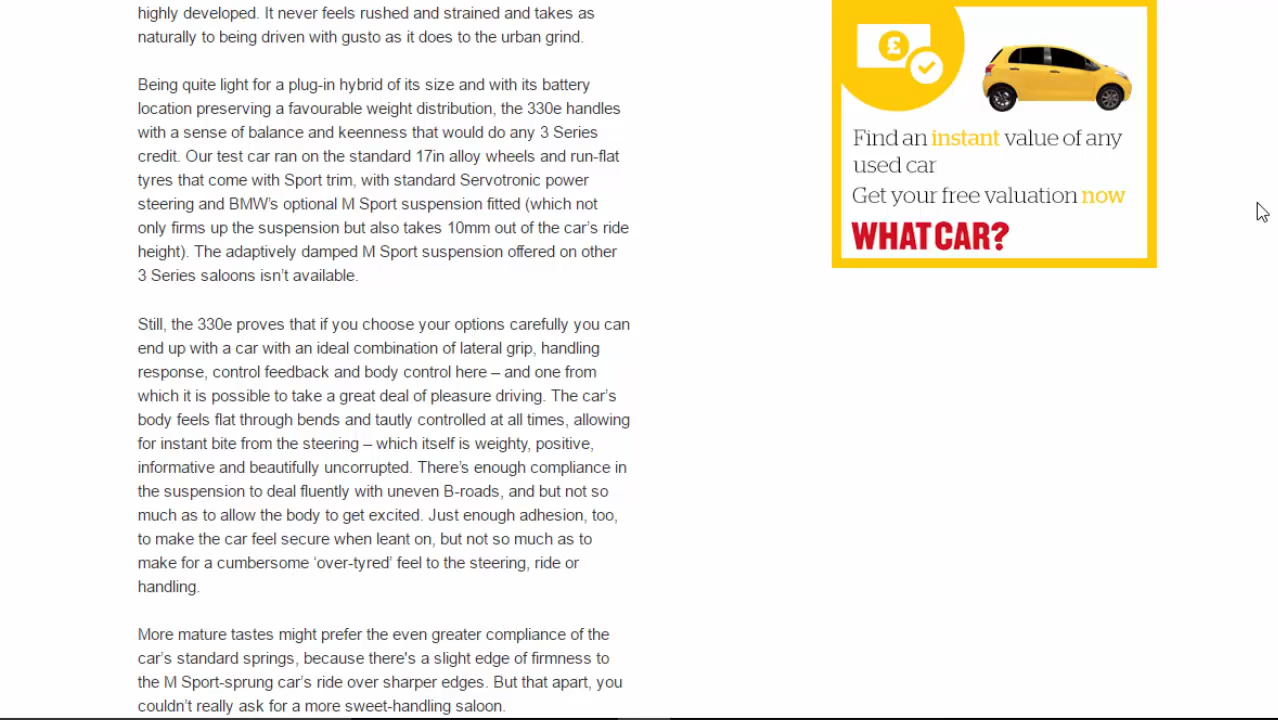 highly developed. It never feels rushed and strained and takes as
naturally to being driven with gusto as it does to the urban grind.
Being quite light for a plug-in hybrid of its size and with its battery
location preserving a favourable weight distribution, the 330e handles
with a sense of balance and keenness that would do any 3 Series
credit. Our test car ran on the standard 17in alloy wheels and run-flat
tyres that come with Sport trim, with standard Servotronic power
steering and BMW’s optional M Sport suspension fitted (which not
only firms up the suspension but also takes 10mm out of the car’s ride
height). The adaptively damped M Sport suspension offered on other
3 Series saloons isn’t available.
Still, the 330e proves that if you choose your options carefully you can
end up with a car with an ideal combination of lateral grip, handling
response, control feedback and body control here – and one from
which it is possible to take a great deal of pleasure driving. The car’s
body feels flat through bends and tautly controlled at all times, allowing
for instant bite from the steering – which itself is weighty, positive,
informative and beautifully uncorrupted. There’s enough compliance in
the suspension to deal fluently with uneven B-roads, and but not so
much as to allow the body to get excited. Just enough adhesion, too,
to make the car feel secure when leant on, but not so much as to
make for a cumbersome ‘over-tyred’ feel to the steering, ride or
handling.
More mature tastes might prefer the even greater compliance of the
car’s standard springs, because there's a slight edge of firmness to
the M Sport-sprung car’s ride over sharper edges. But that apart, you
couldn’t really ask for a more sweet-handling saloon.
£
Find an instant value of any
used car
Get your free valuation now
WHAT CAR?